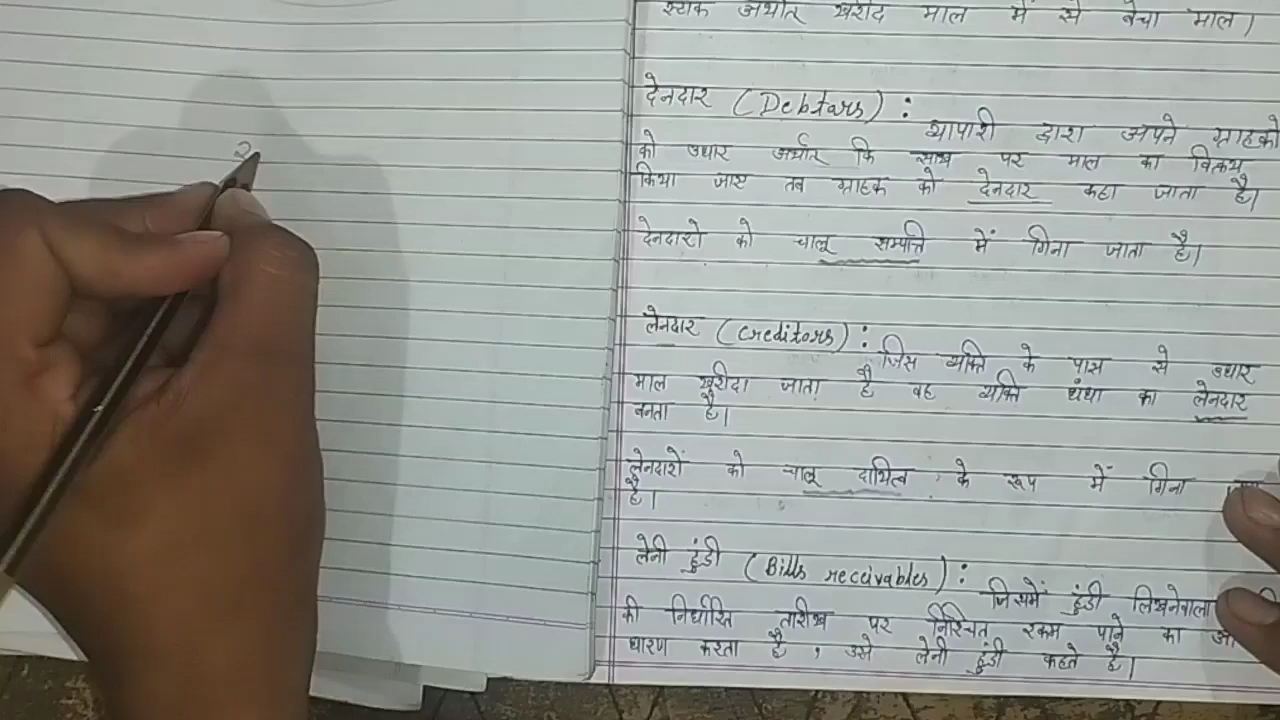 स्टोक अर्थात् खरीद माल में से बेचा माल।
देनदार (Debtars) :
व्यापारी द्वारा अपने ग्राहको
को उधार अर्थात् कि साख पर माल का विक्रय
किया जाए तब ग्राहक को देनदार कहा जाता है।
देनदारो को चालू सम्पत्ति में गिना जाता है।
लेनदार (creditors) :
जिस व्यक्ति के पास से उधार
माल खरीदा जाता है वह व्यक्ति धंधा का लेनदार
बनता है।
लेनदारों को चालू दायित्व के रूप में गिना
है।
लेनी हुंडी (Bills receivables) :
जिसमें हुंडी लिखनेवाला
की निर्धारित तारीख पर निश्चित रकम पाने का
धारण करता है, उसे लेनी हुंडी कहते है।